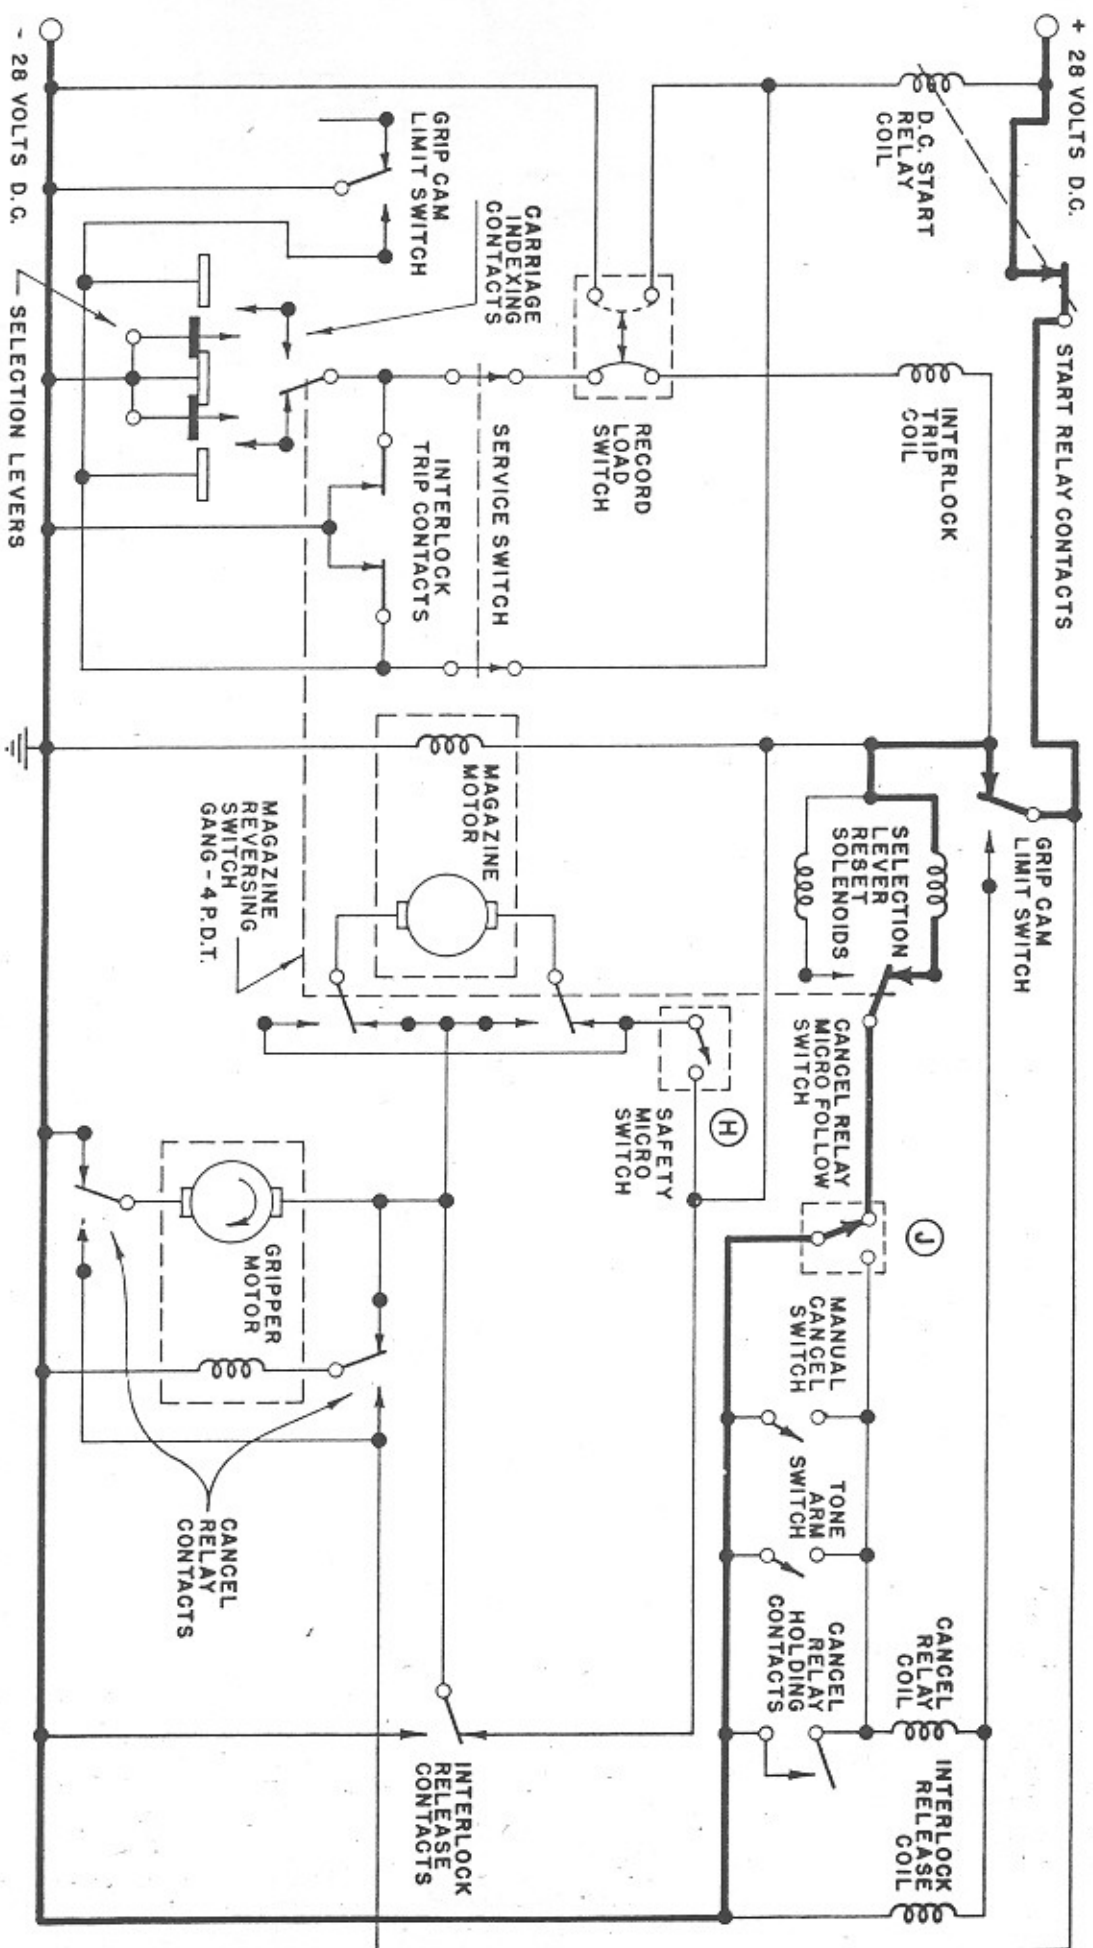 + 28 VOLTS D.C.
D.C. START
RELAY
COIL
START RELAY CONTACTS
INTERLOCK
TRIP
COIL
GRIP CAM
LIMIT SWITCH
SELECTION
LEVER
RESET
SOLENOIDS
CANCEL RELAY
MICRO FOLLOW
SWITCH
J
MANUAL
CANCEL
SWITCH
TONE
ARM
SWITCH
CANCEL
RELAY
HOLDING
CONTACTS
CANCEL
RELAY
COIL
INTERLOCK
RELEASE
COIL
RECORD
LOAD
SWITCH
CARRIAGE
INDEXING
CONTACTS
GRIP CAM
LIMIT SWITCH
SERVICE SWITCH
INTERLOCK
TRIP CONTACTS
H
SAFETY
MICRO
SWITCH
MAGAZINE
MOTOR
MAGAZINE
REVERSING
SWITCH
GANG - 4 P.D.T.
GRIPPER
MOTOR
CANCEL
RELAY
CONTACTS
INTERLOCK
RELEASE
CONTACTS
- 28 VOLTS D.C.
SELECTION LEVERS